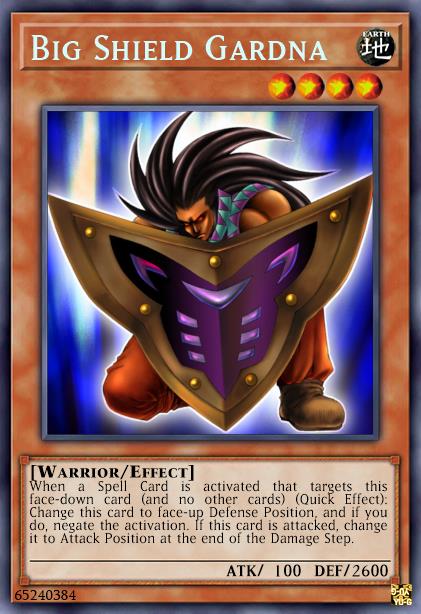 Big Shield Gardna
EARTH
地
[Warrior/Effect]
When a Spell Card is activated that targets this
face-down card (and no other cards) (Quick Effect):
Change this card to face-up Defense Position, and if you
do, negate the activation. If this card is attacked, change
it to Attack Position at the end of the Damage Step.
ATK/ 100 DEF/2600
65240384